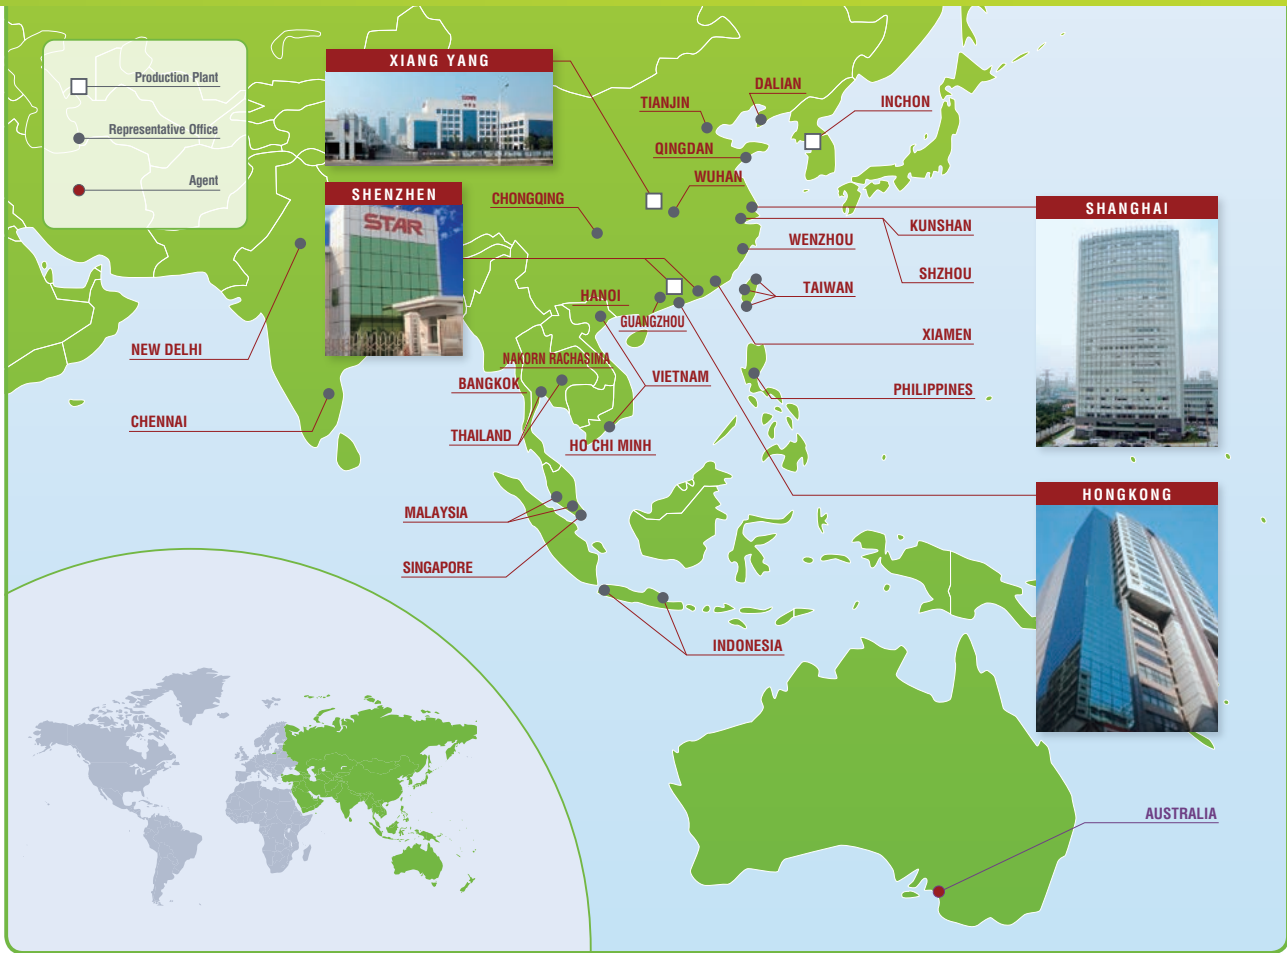 Production Plant
Representative Office
Agent
XIANG YANG
SHENZHEN
STAR
DALIAN
TIANJIN
INCHON
QINGDAN
WUHAN
CHONGQING
SHANGHAI
KUNSHAN
WENZHOU
SHZHOU
TAIWAN
HANOI
GUANGZHOU
XIAMEN
NEW DELHI
NAKORN RACHASIMA
BANGKOK
VIETNAM
PHILIPPINES
CHENNAI
THAILAND
HO CHI MINH
HONGKONG
MALAYSIA
SINGAPORE
INDONESIA
AUSTRALIA